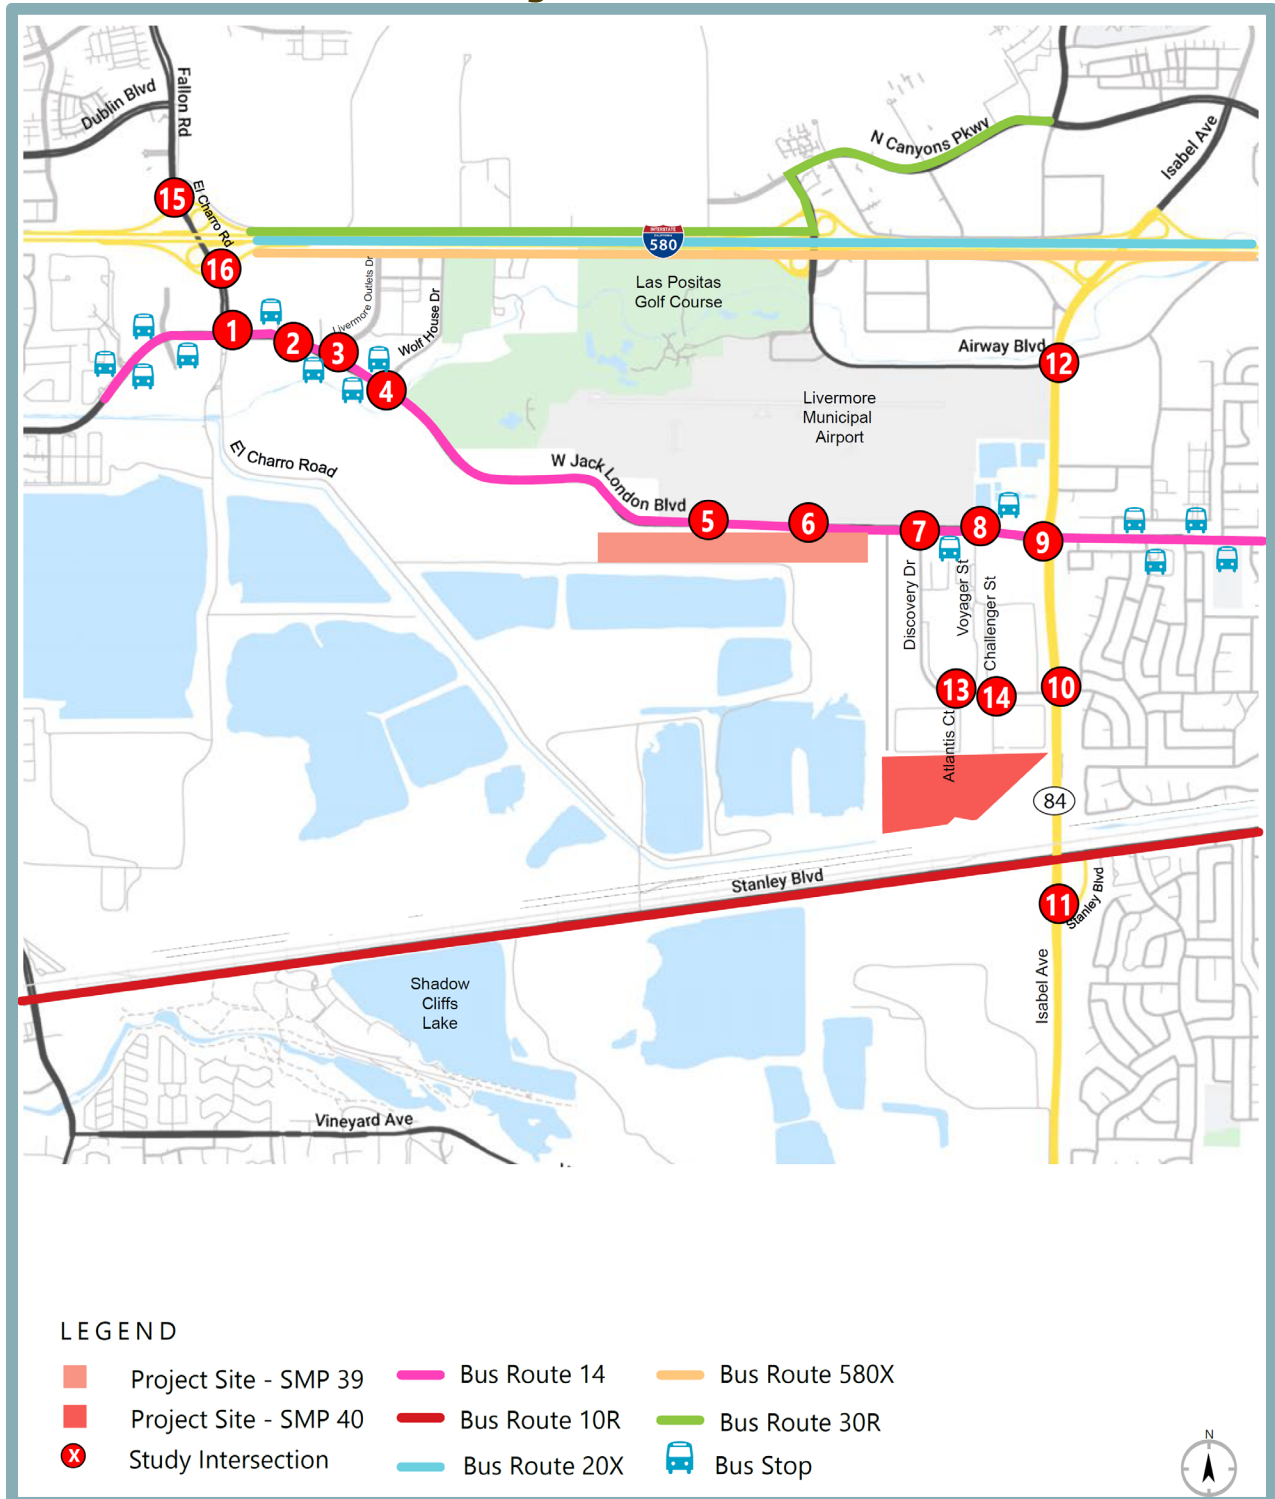 Fallon Rd
Dublin Blvd
N Canyons Pkwy
Isabel Ave
15
El Charro Rd
INTERSTATE
CALIFORNIA
580
16
Las Positas
Golf Course
Livermore Outlets Dr
Wolf House Dr
1
2
3
4
Airway Blvd
12
Livermore
Municipal
Airport
El Charro Road
W Jack London Blvd
5
6
7
8
9
Discovery Dr
Voyager St
Challenger St
13
14
10
Atlantis Ct
84
Stanley Blvd
11
Stanley Blvd
Isabel Ave
Shadow
Cliffs
Lake
Vineyard Ave
LEGEND
Project Site - SMP 39
Bus Route 14
Bus Route 580X
Project Site - SMP 40
Bus Route 10R
Bus Route 30R
X
Study Intersection
Bus Route 20X
Bus Stop
N